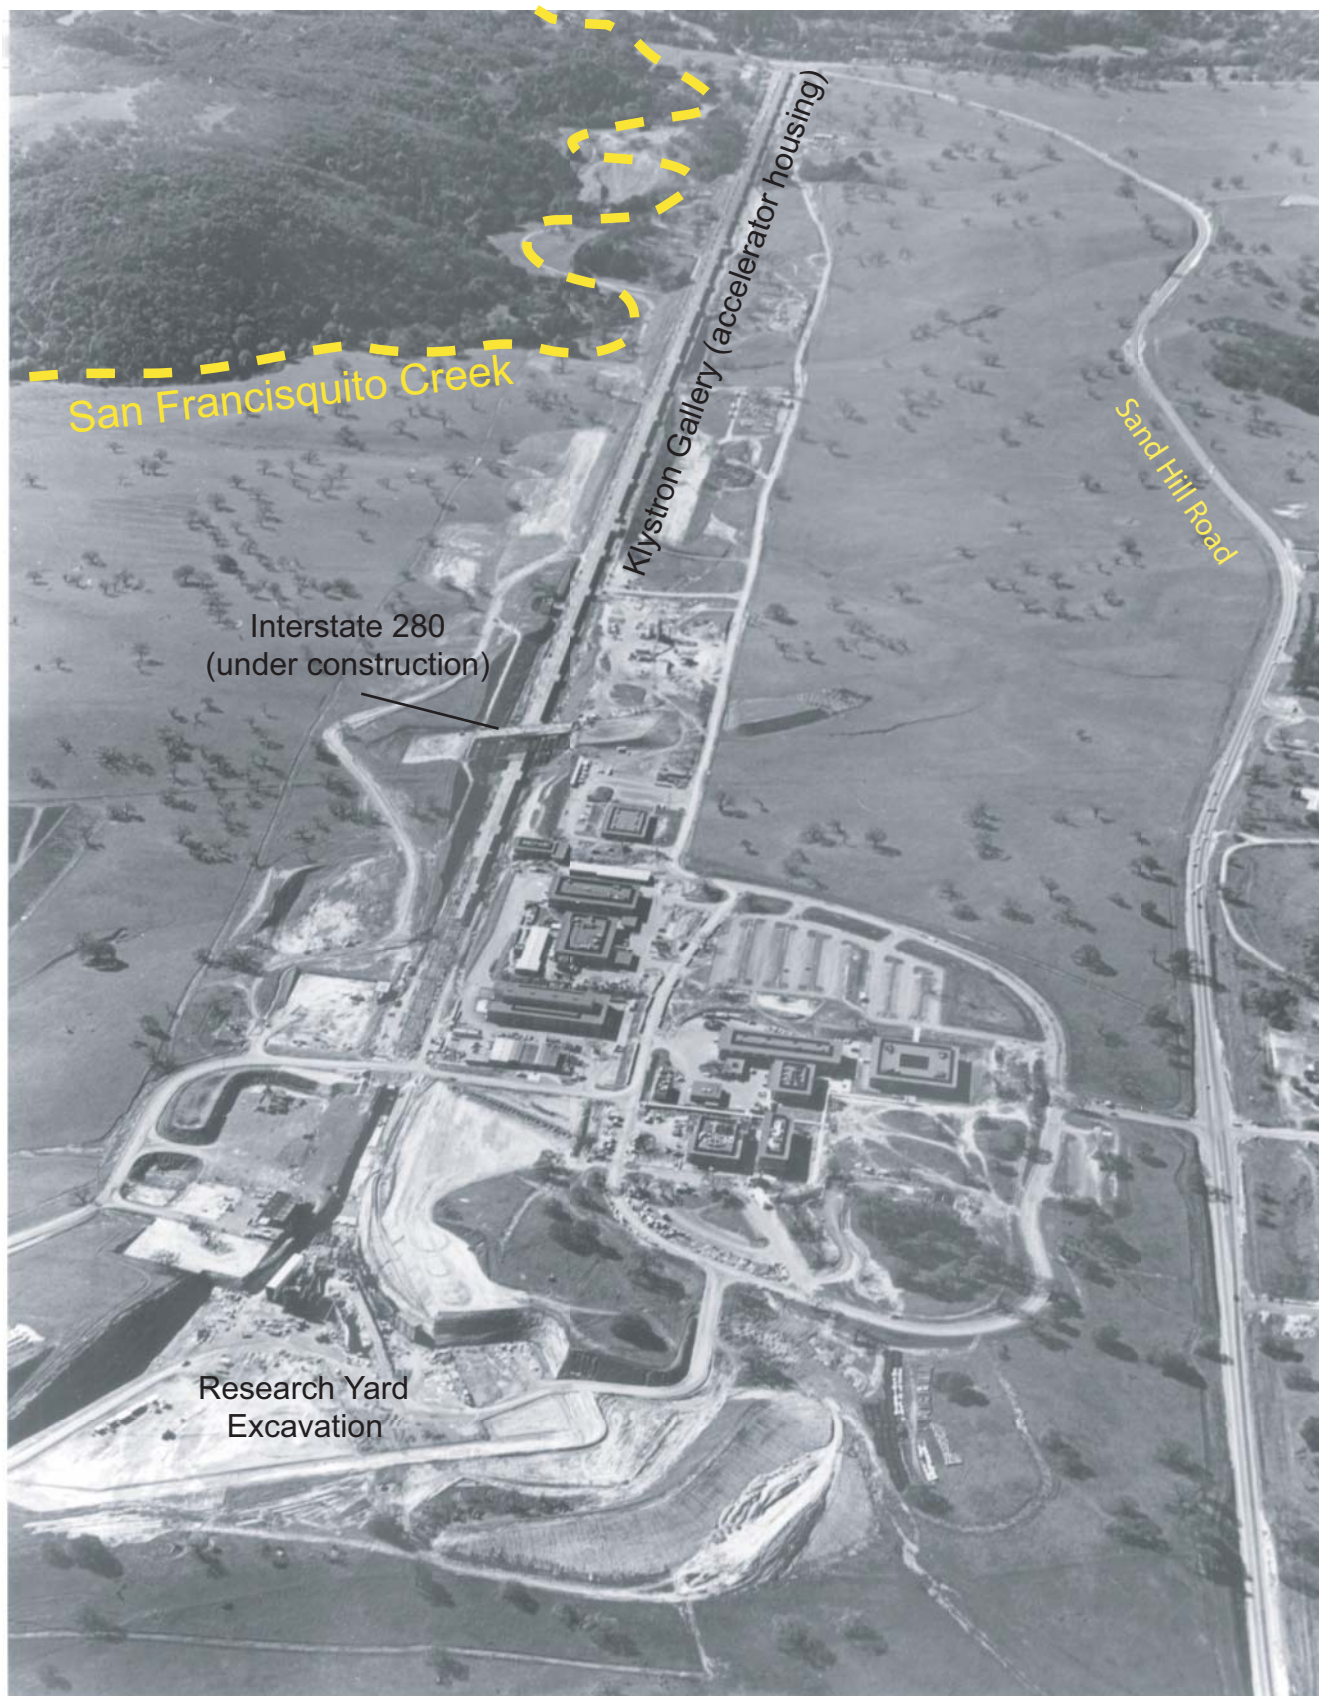 Klystron Gallery (accelerator housing)
San Francisquito Creek
Sand Hill Road
Interstate 280
(under construction)
Research Yard
Excavation